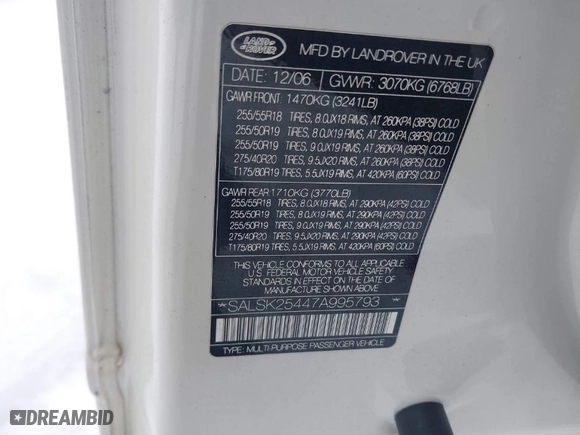 LAND
ROVER
MFD BY LANDROVER IN THE UK
DATE: 12/06 GVWR: 3070KG (6768LB)
GAWR FRONT: 1470KG (3241LB)
255/55R18 TIRES, 8.0JX18 RIMS, AT 260KPA (38PSI) COLD
255/50R19 TIRES, 8.0JX19 RIMS, AT 260KPA (38PSI) COLD
255/50R19 TIRES, 9.0JX19 RIMS, AT 260KPA (38PSI) COLD
275/40R20 TIRES, 9.5JX20 RIMS, AT 260KPA (38PSI) COLD
T175/80R19 TIRES, 5.5JX19 RIMS, AT 420KPA (60PSI) COLD
GAWR REAR 1710KG (3770LB)
255/55R18 TIRES, 8.0JX18 RIMS, AT 290KPA (42PSI) COLD
255/50R19 TIRES, 8.0JX19 RIMS, AT 290KPA (42PSI) COLD
255/50R19 TIRES, 9.0JX19 RIMS, AT 290KPA (42PSI) COLD
275/40R20 TIRES, 9.5JX20 RIMS, AT 290KPA (42PSI) COLD
T175/80R19 TIRES, 5.5JX19 RIMS, AT 420KPA (60PSI) COLD
THIS VEHICLE CONFORMS TO ALL APPLICABLE
U.S. FEDERAL MOTOR VEHICLE SAFETY
STANDARDS IN EFFECT ON THE DATE OF
MANUFACTURE SHOWN ABOVE.
*SALSK25447A995793 *
TYPE: MULTI-PURPOSE PASSENGER VEHICLE
DREAMBID